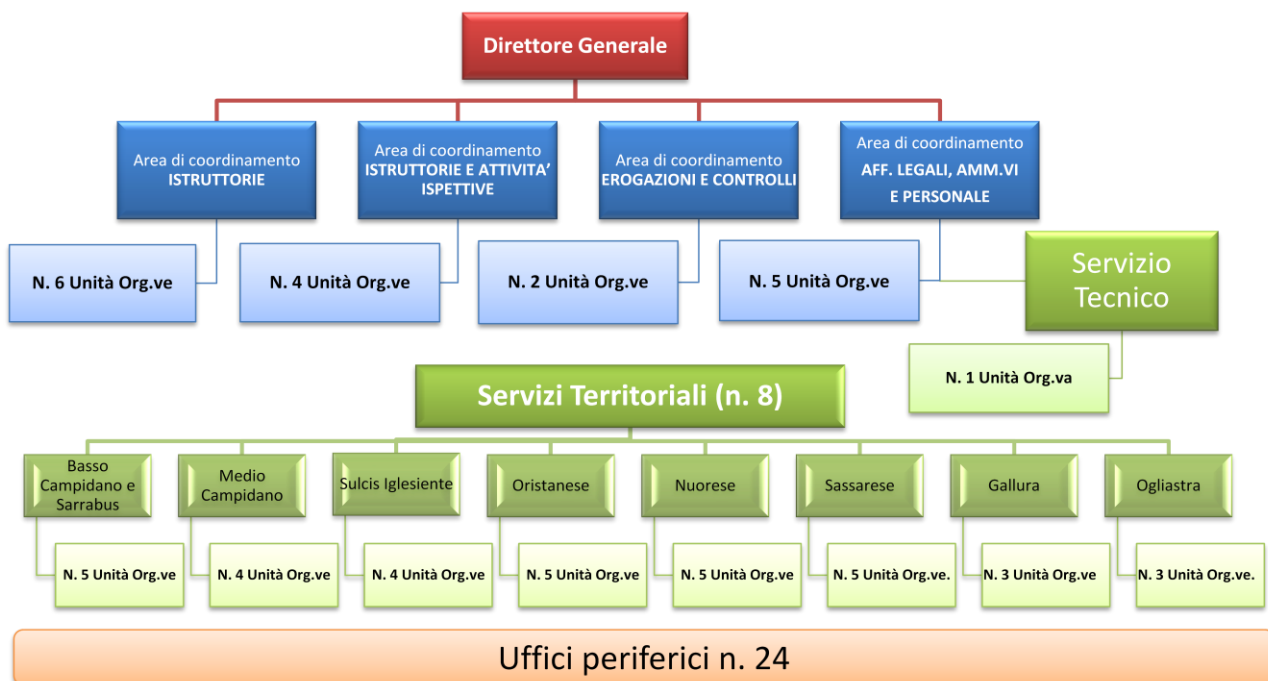 Direttore Generale
Area di coordinamento
ISTRUTTORIE
Area di coordinamento
ISTRUTTORIE E ATTIVITA’
ISPETTIVE
Area di coordinamento
EROGAZIONI E CONTROLLI
Area di coordinamento
AFF. LEGALI, AMM.VI
E PERSONALE
N. 6 Unità Org.ve
N. 4 Unità Org.ve
N. 2 Unità Org.ve
N. 5 Unità Org.ve
Servizio
Tecnico
N. 1 Unità Org.va
Servizi Territoriali (n. 8)
Basso
Campidano e
Sarrabus
Medio
Campidano
Sulcis Iglesiente
Oristanese
Nuorese
Sassarese
Gallura
Ogliastra
N. 5 Unità Org.ve
N. 4 Unità Org.ve
N. 4 Unità Org.ve
N. 5 Unità Org.ve
N. 5 Unità Org.ve
N. 5 Unità Org.ve.
N. 3 Unità Org.ve
N. 3 Unità Org.ve.
Uffici periferici n. 24